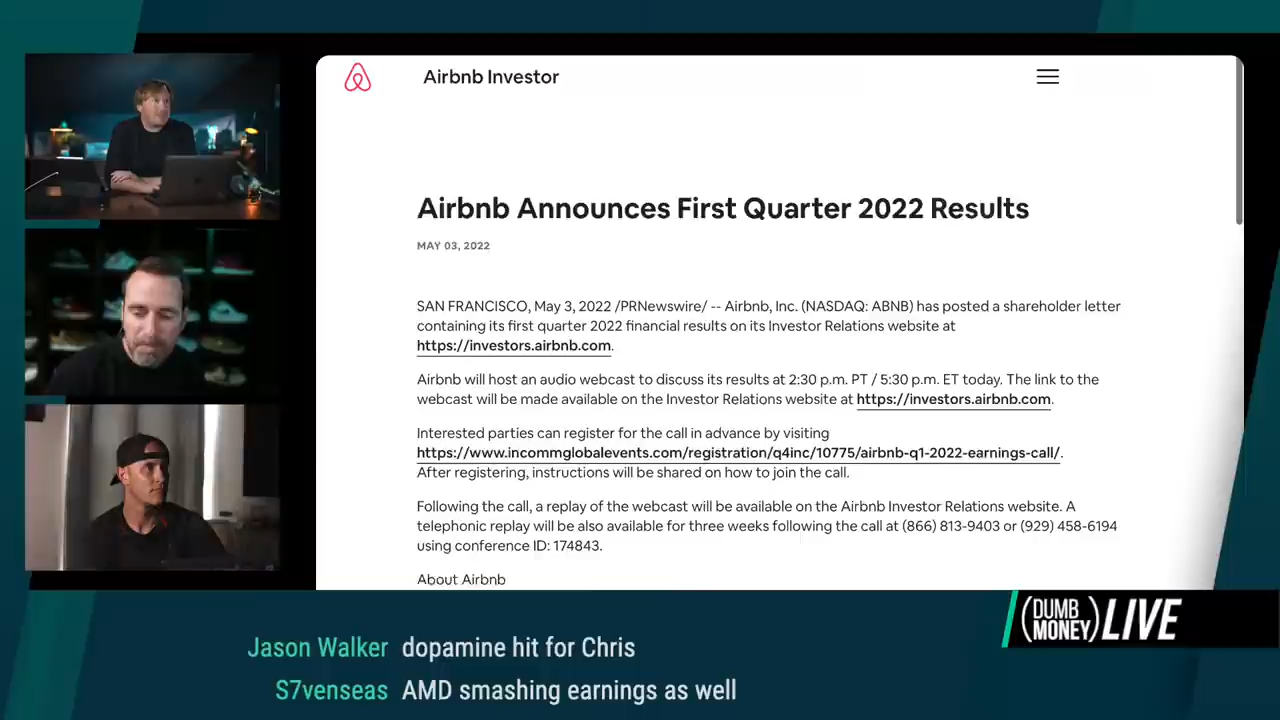 Airbnb Investor
Airbnb Announces First Quarter 2022 Results
MAY 03, 2022
SAN FRANCISCO, May 3, 2022 /PRNewswire/ -- Airbnb, Inc. (NASDAQ: ABNB) has posted a shareholder letter
containing its first quarter 2022 financial results on its Investor Relations website at
https://investors.airbnb.com.
Airbnb will host an audio webcast to discuss its results at 2:30 p.m. PT / 5:30 p.m. ET today. The link to the
webcast will be made available on the Investor Relations website at https://investors.airbnb.com.
Interested parties can register for the call in advance by visiting
https://www.incommglobalevents.com/registration/q4inc/10775/airbnb-q1-2022-earnings-call/.
After registering, instructions will be shared on how to join the call.
Following the call, a replay of the webcast will be available on the Airbnb Investor Relations website. A
telephonic replay will be also available for three weeks following the call at (866) 813-9403 or (929) 458-6194
using conference ID: 174843.
About Airbnb
(DUMB MONEY) LIVE
Jason Walker dopamine hit for Chris
S7venseas AMD smashing earnings as well